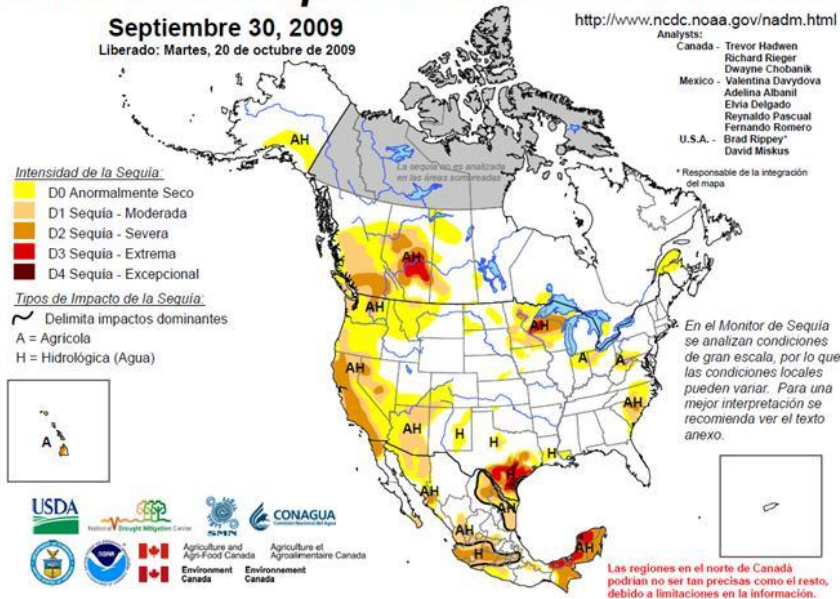 Septiembre 30, 2009
Liberado: Martes, 20 de octubre de 2009
http://www.ncdc.noaa.gov/nadm.html
Analysts:
Canada - Trevor Hadwen
Richard Rieger
Dwayne Chobanik
Mexico - Valentina Davydova
Adelina Albanil
Elvia Delgado
Reynaldo Pascual
Fernando Romero
U.S.A. - Brad Rippey*
David Miskus
* Responsable de la integración
del mapa
AH
La sequía no es analizada
en las áreas sombreadas
Intensidad de la Sequía:
D0 Anormalmente Seco
D1 Sequía - Moderada
D2 Sequía - Severa
D3 Sequía - Extrema
D4 Sequía - Excepcional
Tipos de Impacto de la Sequía:
Delimita impactos dominantes
A = Agrícola
H = Hidrológica (Agua)
AH
AH
AH
A
A
AH
AH
AH
H
H
H
H
AH
AH
H
AH
A
En el Monitor de Sequía
se analizan condiciones
de gran escala, por lo que
las condiciones locales
pueden variar. Para una
mejor interpretación se
recomienda ver el texto
anexo.
USDA
National Drought Mitigation Center
SMN
CONAGUA
Comisión Nacional del Agua
NOAA
Agriculture and Agriculture et
Agri-Food Canada Agroalimentaire Canada
Environment Environnement
Canada Canada
Las regiones en el norte de Canadá
podrían no ser tan precisas como el resto,
debido a limitaciones en la información.